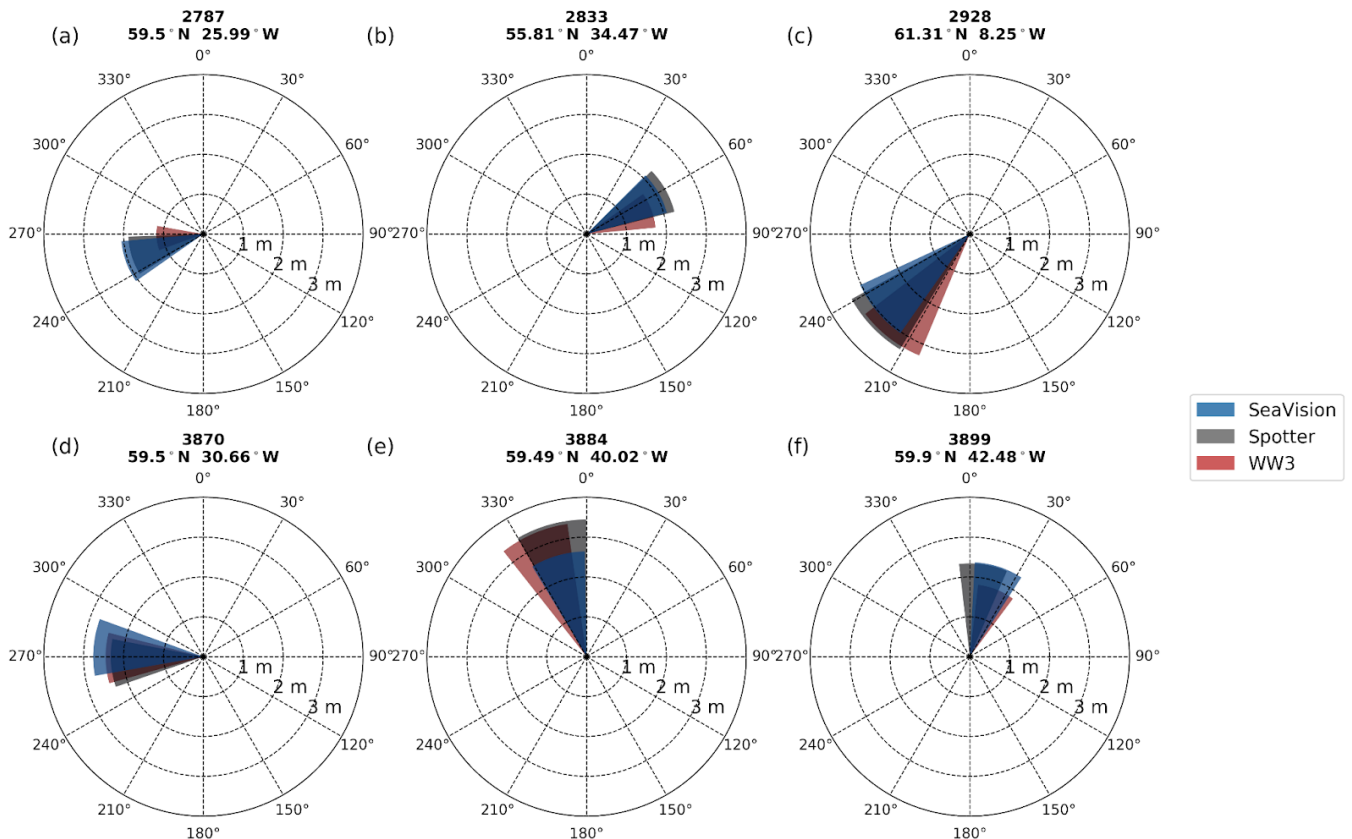 (a)
2787
59.5°N 25.99°W
0°
30°
60°
90°
120°
150°
180°
210°
240°
270°
300°
330°
1 m
2 m
3 m
(b)
2833
55.81°N 34.47°W
0°
30°
60°
90°
120°
150°
180°
210°
240°
270°
300°
330°
1 m
2 m
3 m
(c)
2928
61.31°N 8.25°W
0°
30°
60°
90°
120°
150°
180°
210°
240°
270°
300°
330°
1 m
2 m
3 m
SeaVision
Spotter
WW3
(d)
3870
59.5°N 30.66°W
0°
30°
60°
90°
120°
150°
180°
210°
240°
270°
300°
330°
1 m
2 m
3 m
(e)
3884
59.49°N 40.02°W
0°
30°
60°
90°
120°
150°
180°
210°
240°
270°
300°
330°
1 m
2 m
3 m
(f)
3899
59.9°N 42.48°W
0°
30°
60°
90°
120°
150°
180°
210°
240°
270°
300°
330°
1 m
2 m
3 m